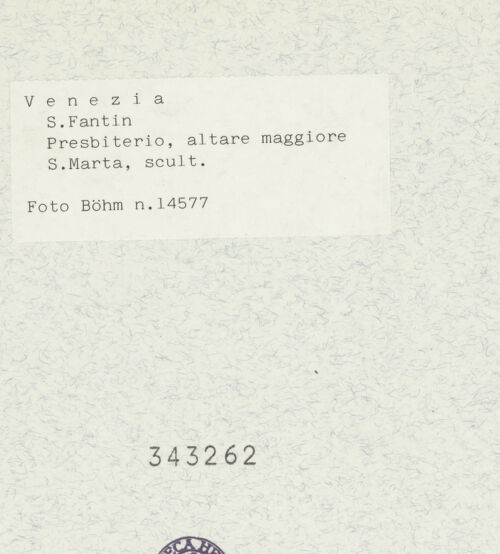 V e n e z i a
S.Fantin
Presbiterio, altare maggiore
S.Marta, scult.
Foto Böhm n.14577
343262